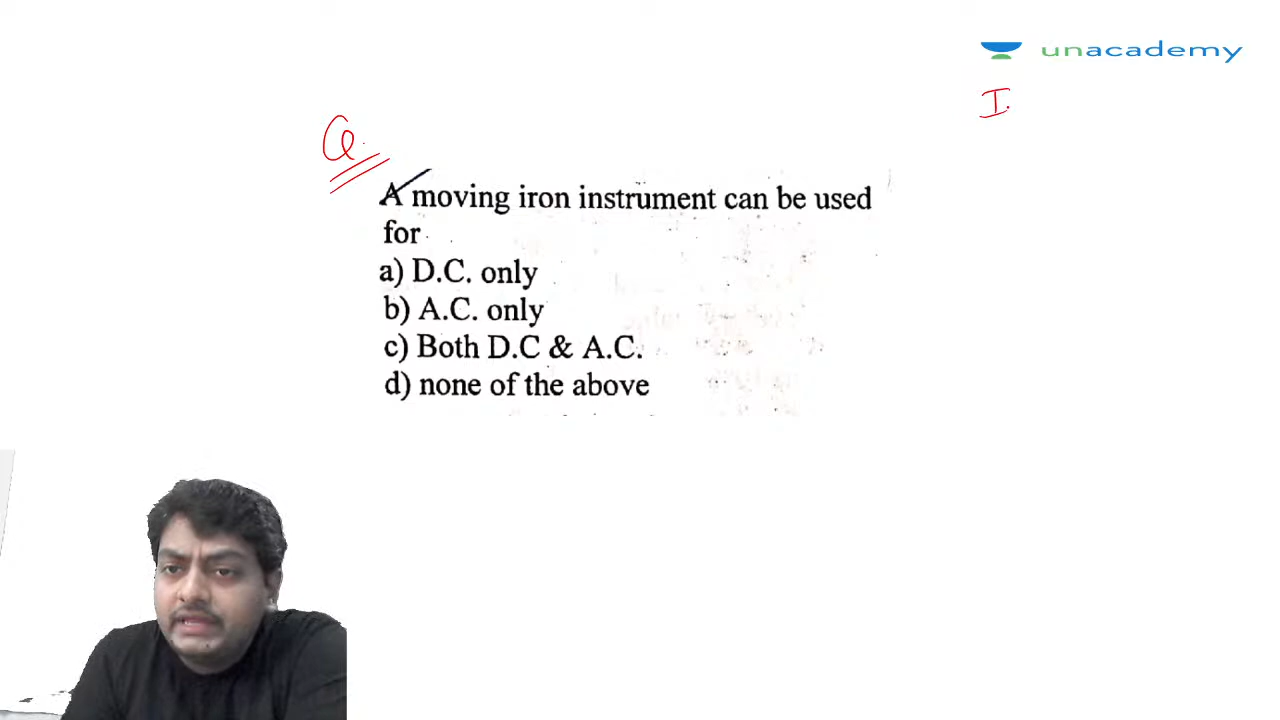 unacademy
I.
Q.
A moving iron instrument can be used
for
a) D.C. only
b) A.C. only
c) Both D.C & A.C.
d) none of the above